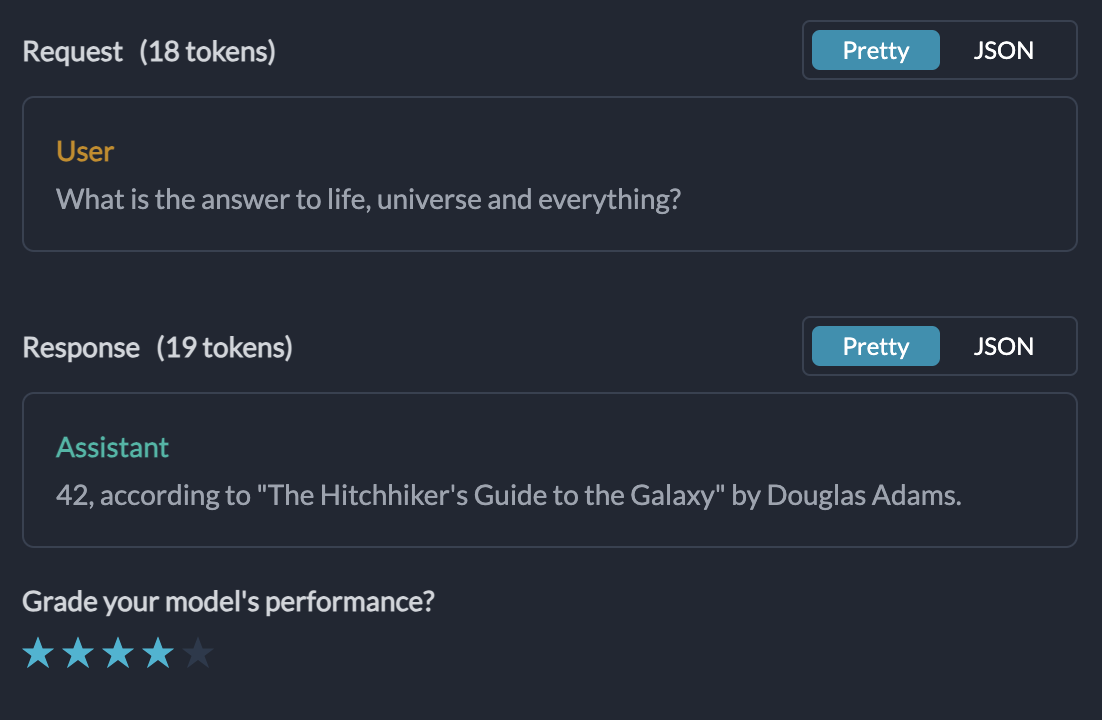 Request (18 tokens) Pretty JSON
User
What is the answer to life, universe and everything?
Response (19 tokens) Pretty JSON
Assistant
42, according to "The Hitchhiker's Guide to the Galaxy" by Douglas Adams.
Grade your model's performance?